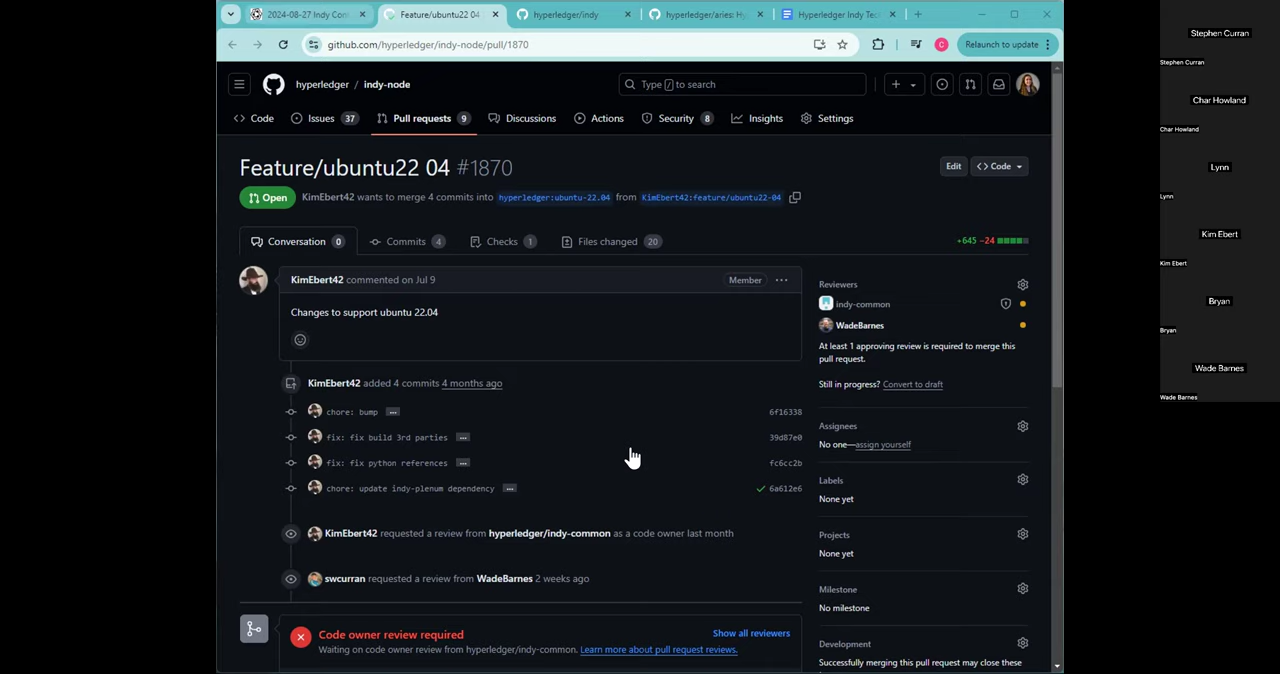 2024-08-27 Indy Con
Feature/ubuntu22 04
hyperledger/indy
hyperledger/aries: Hy
Hyperledger Indy Tec
github.com/hyperledger/indy-node/pull/1870
Relaunch to update
C
hyperledger / indy-node
Type / to search
Code
Issues 37
Pull requests 9
Discussions
Actions
Security 8
Insights
Settings
Feature/ubuntu22 04 #1870
Edit
<> Code
Open
KimEbert42 wants to merge 4 commits into hyperledger:ubuntu-22.04 from KimEbert42:feature/ubuntu22-04
Conversation 0
Commits 4
Checks 1
Files changed 20
+645 −24
KimEbert42 commented on Jul 9
Member
Changes to support ubuntu 22.04
KimEbert42 added 4 commits 4 months ago
chore: bump ... 6f16338
fix: fix build 3rd parties ... 39d87e0
fix: fix python references ... fc6cc2b
chore: update indy-plenum dependency ... 6a612e6
KimEbert42 requested a review from hyperledger/indy-common as a code owner last month
swcurran requested a review from WadeBarnes 2 weeks ago
Code owner review required
Show all reviewers
Waiting on code owner review from hyperledger/indy-common. Learn more about pull request reviews.
Reviewers
indy-common
WadeBarnes
At least 1 approving review is required to merge this
pull request.
Still in progress? Convert to draft
Assignees
No one—assign yourself
Labels
None yet
Projects
None yet
Milestone
No milestone
Development
Successfully merging this pull request may close these
Stephen Curran
Stephen Curran
Char Howland
Char Howland
Lynn
Lynn
Kim Ebert
Kim Ebert
Bryan
Bryan
Wade Barnes
Wade Barnes